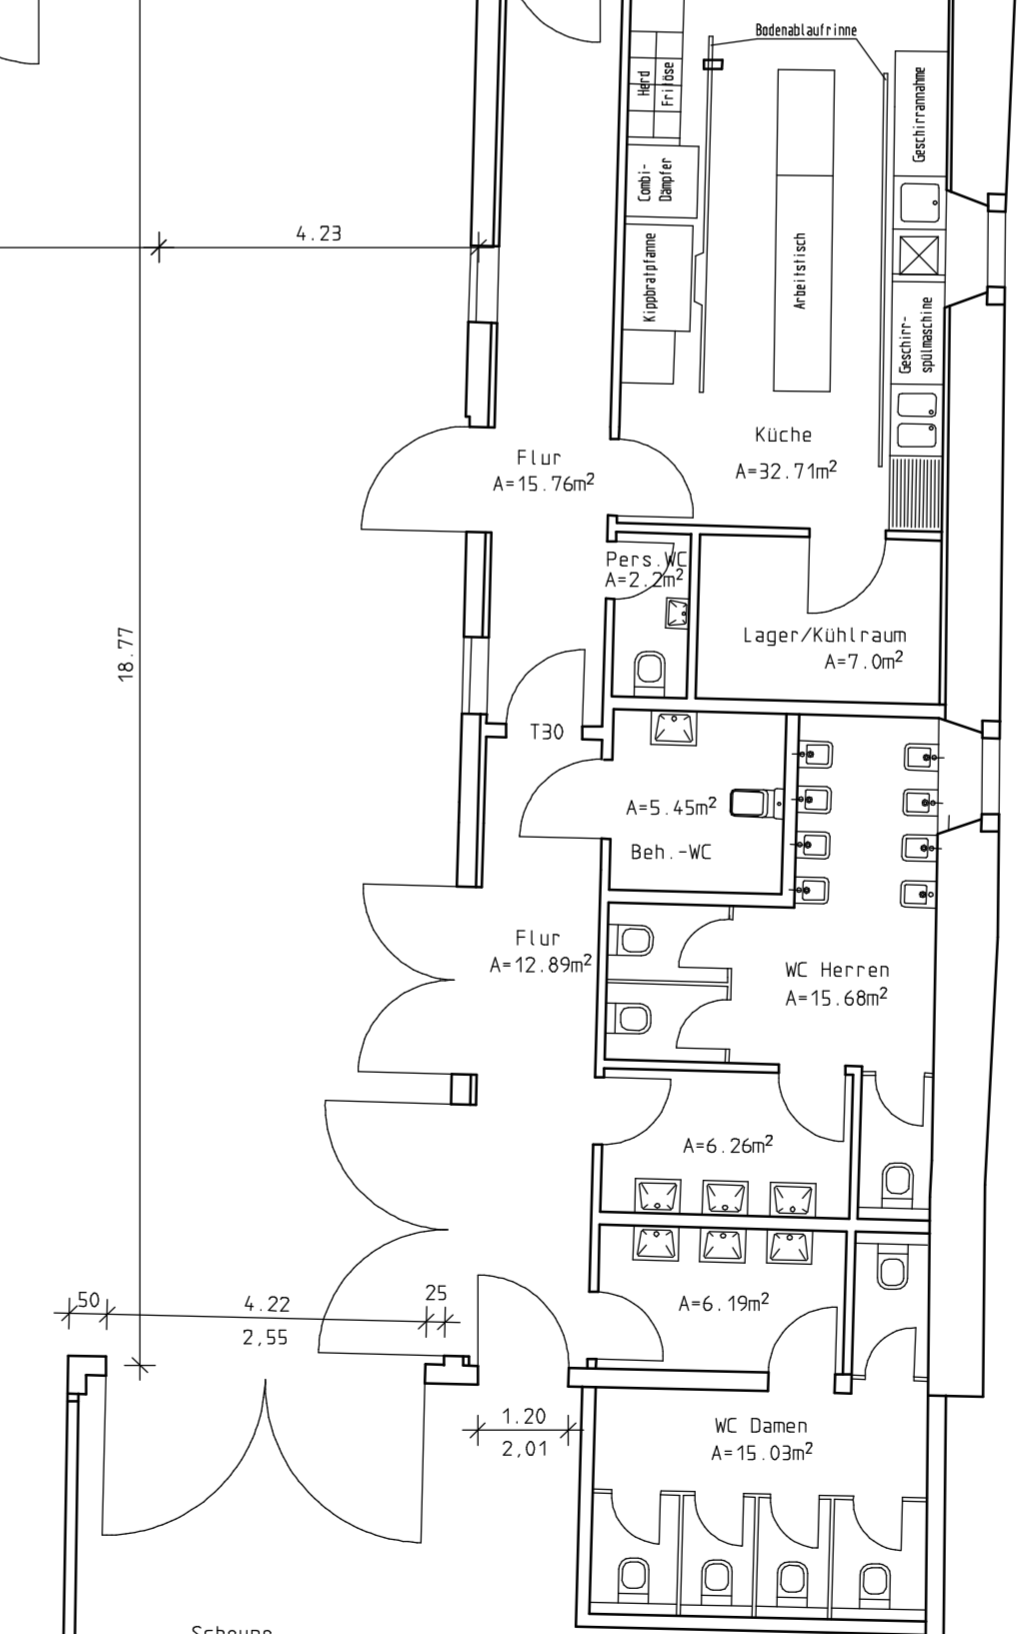 Bodenablaufrinne
Herd
Frilöse
Geschirrannahme
Combi-
Dämpfer
4.23
Kippbratpfanne
Arbeitstisch
Geschirr-
spülmaschine
Küche
A=32.71m²
Flur
A=15.76m²
Pers.WC
A=2.2m²
Lager/Kühlraum
A=7.0m²
18.77
T30
A=5.45m²
Beh.-WC
Flur
A=12.89m²
WC Herren
A=15.68m²
A=6.26m²
50
4.22
2,55
25
A=6.19m²
1.20
2,01
WC Damen
A=15.03m²